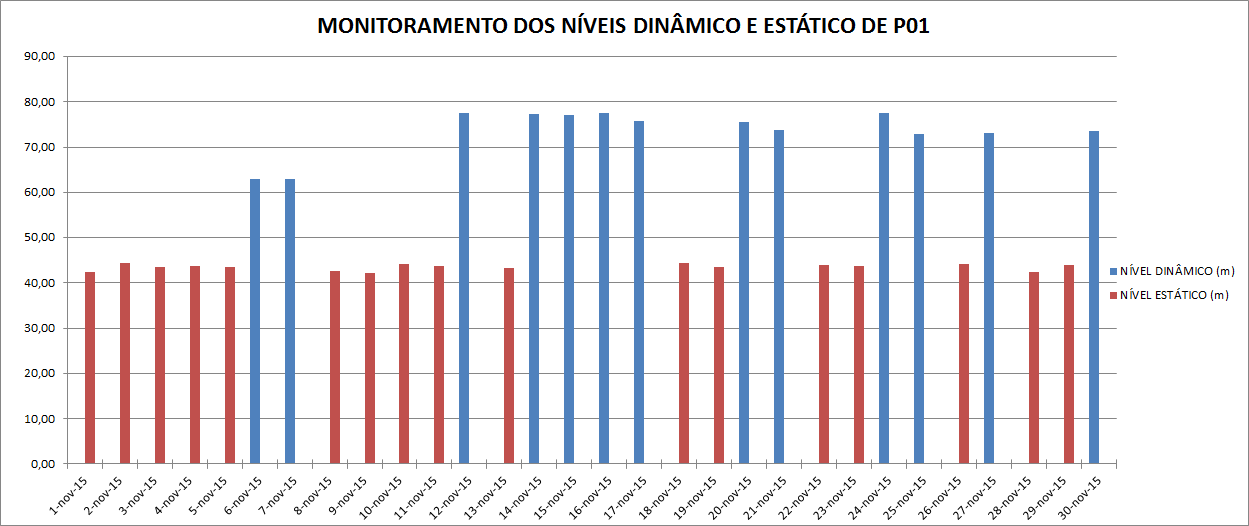 MONITORAMENTO DOS NÍVEIS DINÂMICO E ESTÁTICO DE P01
90,00
80,00
70,00
60,00
50,00
40,00
30,00
20,00
10,00
0,00
NÍVEL DINÂMICO (m)
NÍVEL ESTÁTICO (m)
1-nov-15
2-nov-15
3-nov-15
4-nov-15
5-nov-15
6-nov-15
7-nov-15
8-nov-15
9-nov-15
10-nov-15
11-nov-15
12-nov-15
13-nov-15
14-nov-15
15-nov-15
16-nov-15
17-nov-15
18-nov-15
19-nov-15
20-nov-15
21-nov-15
22-nov-15
23-nov-15
24-nov-15
25-nov-15
26-nov-15
27-nov-15
28-nov-15
29-nov-15
30-nov-15